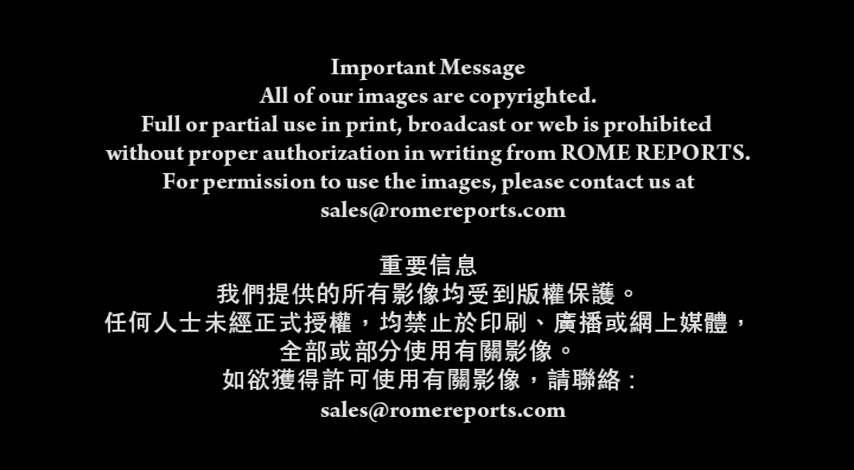 Important Message
All of our images are copyrighted.
Full or partial use in print, broadcast or web is prohibited
without proper authorization in writing from ROME REPORTS.
For permission to use the images, please contact us at
sales@romereports.com
重要信息
我們提供的所有影像均受到版權保護。
任何人士未經正式授權，均禁止於印刷、廣播或網上媒體，
全部或部分使用有關影像。
如欲獲得許可使用有關影像，請聯絡：
sales@romereports.com